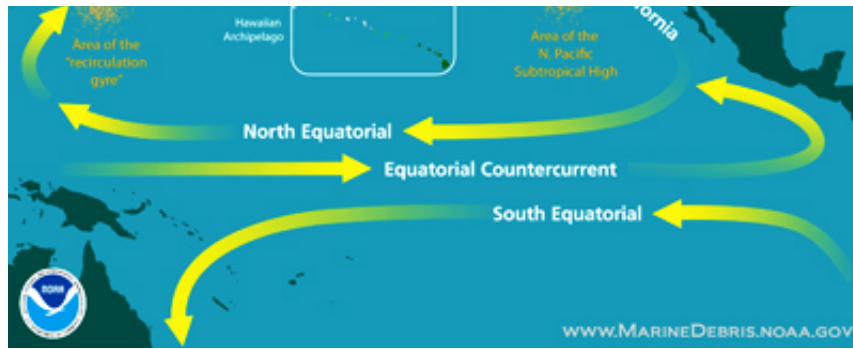 Hawaiian
Archipelago
Area of the
"recirculation
gyre"
Area of the
N. Pacific
Subtropical High
fornia
North Equatorial
Equatorial Countercurrent
South Equatorial
NOAA
WWW.MARINEDEBRIS.NOAA.GOV